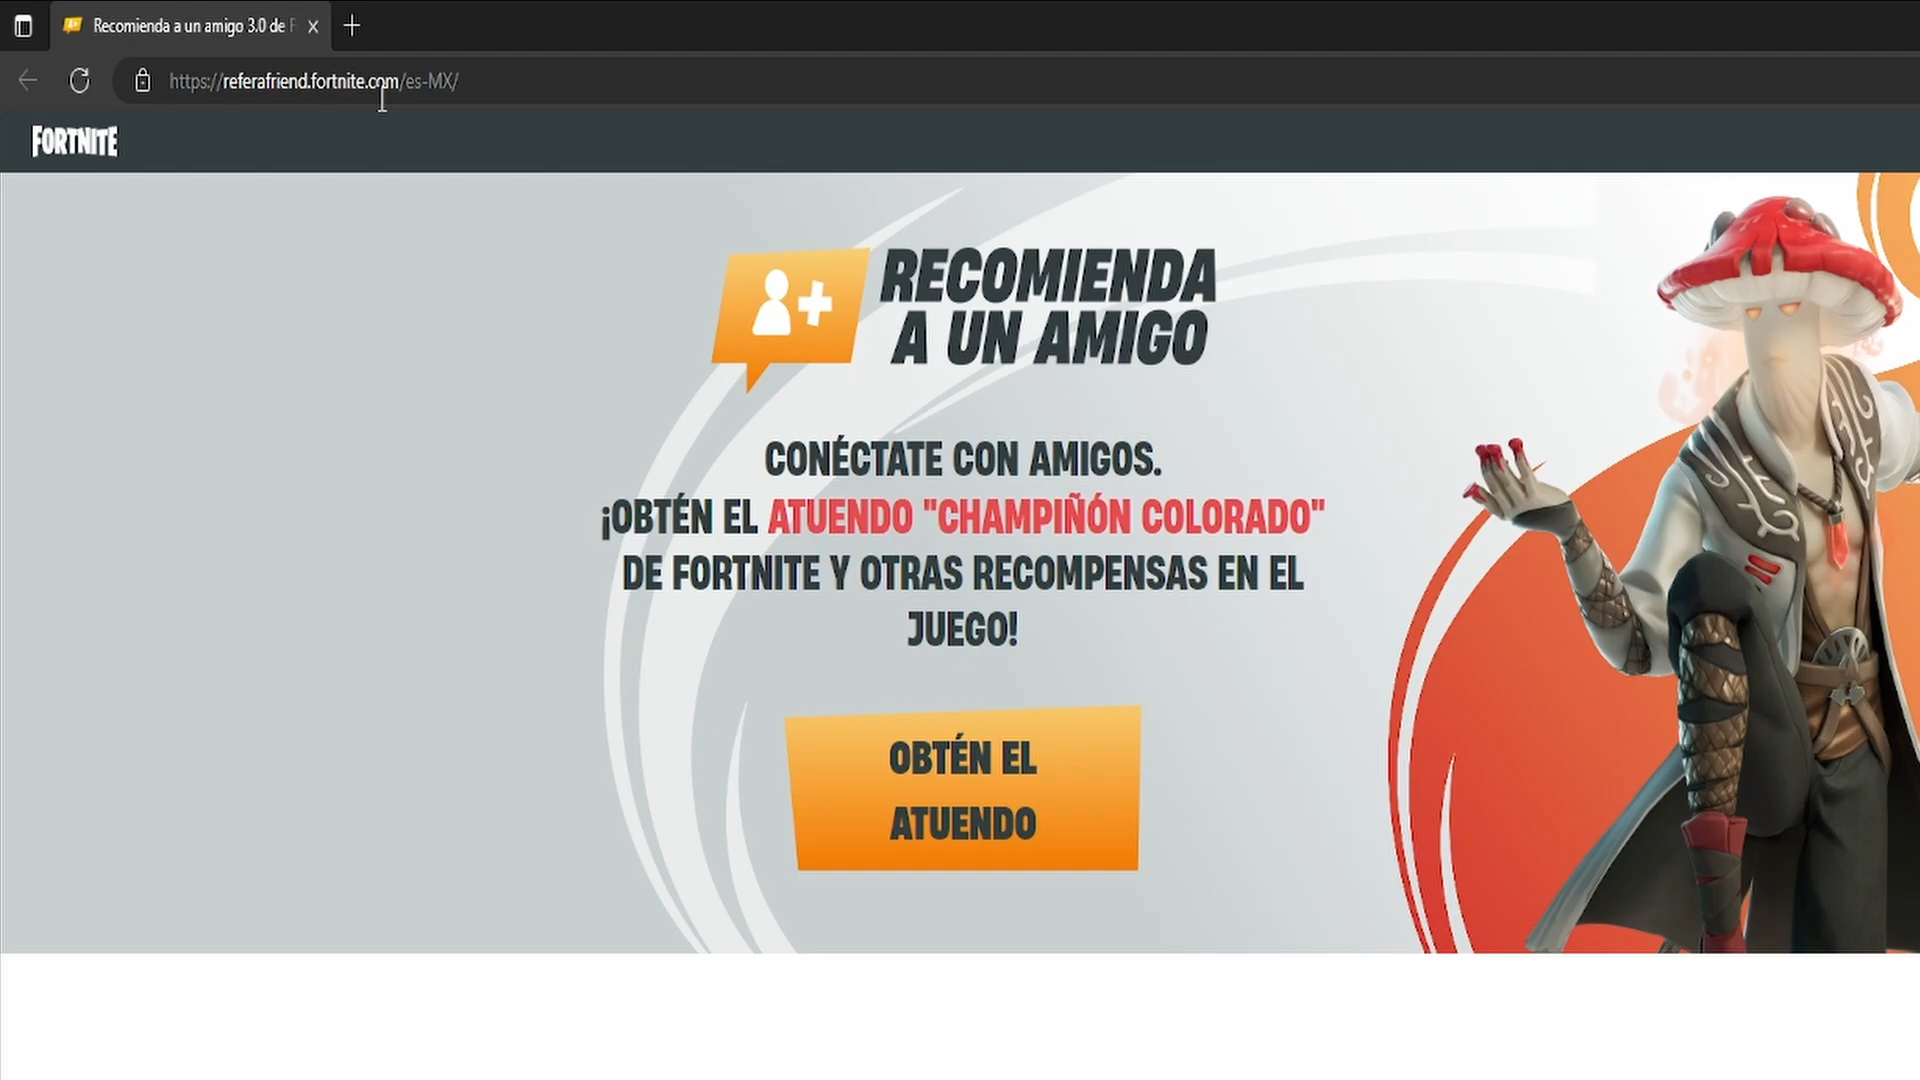 Recomienda a un amigo 3.0 de F
https://referafriend.fortnite.com/es-MX/
FORTNITE
RECOMIENDA
A UN AMIGO
CONÉCTATE CON AMIGOS.
¡OBTÉN EL ATUENDO "CHAMPIÑÓN COLORADO"
DE FORTNITE Y OTRAS RECOMPENSAS EN EL
JUEGO!
OBTÉN EL
ATUENDO